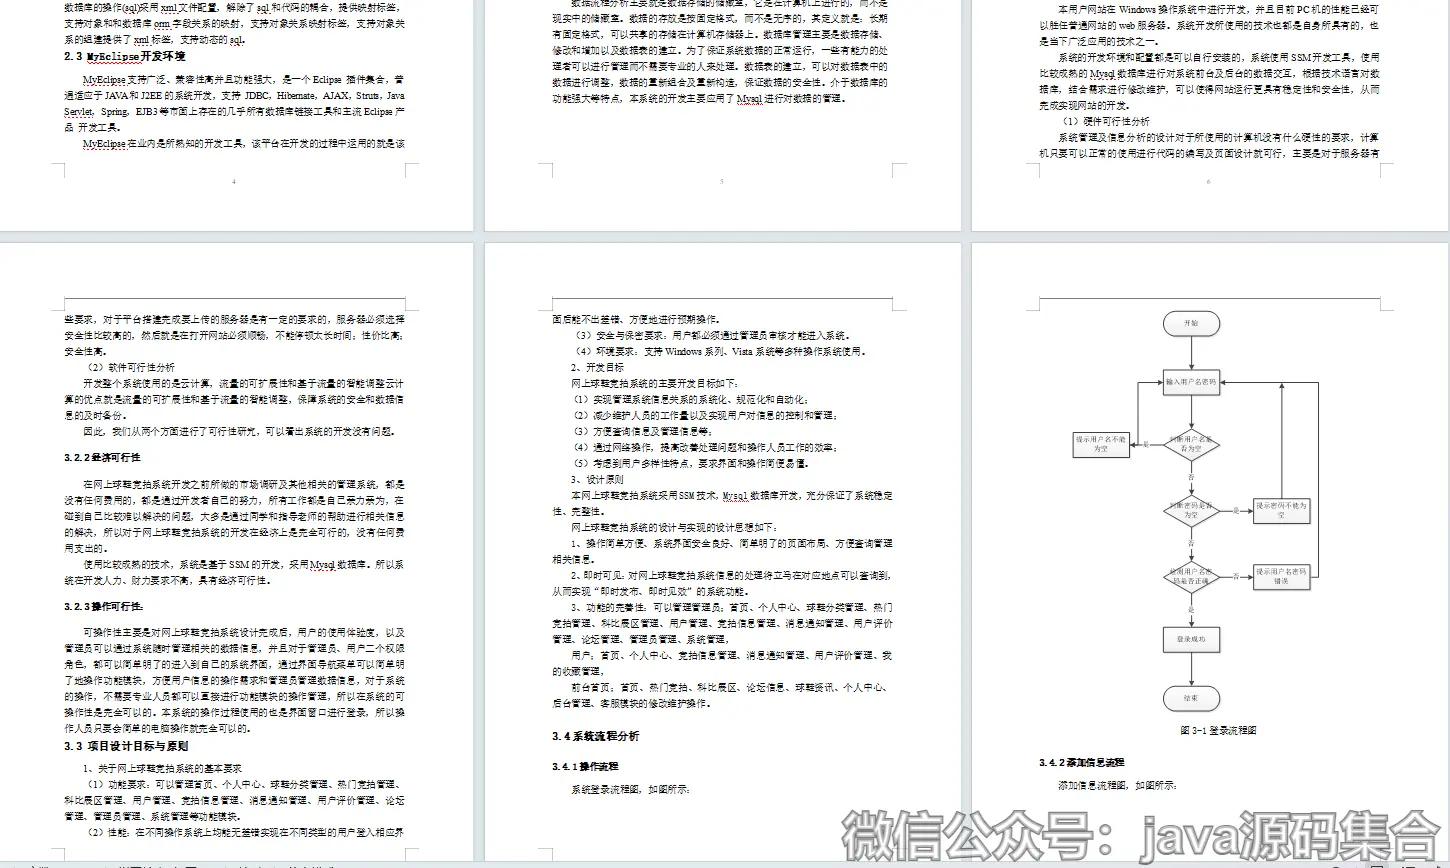 数据库的操作(sql)采用xml文件配置，解除了sql和代码的耦合，提供映射标签，
支持对象和和数据库orm字段关系的映射，支持对象关系映射标签，支持对象关
系的组建提供了xml标签，支持动态的sql。
2.3 MyEclipse开发环境
MyEclipse支持广泛、兼容性高并且功能强大，是一个Eclipse 插件集合，普
遍适应于JAVA和J2EE的系统开发，支持 JDBC, Hibernate, AJAX, Struts, Java
Servlet, Spring, EJB3等市面上存在的几乎所有数据库链接工具和主流Eclipse产
品 开发工具。
MyEclipse在业内是所熟知的开发工具，该平台在开发的过程中运用的就是该
4
数据流程分析主要就是数据存储的储藏室，它是在计算机上进行的，而不是
现实中的储藏室。数据的存放是按固定格式，而不是无序的，其定义就是：长期
有固定格式，可以共享的存储在计算机存储器上。数据库管理主要是数据存储、
修改和增加以及数据表的建立。为了保证系统数据的正常运行，一些有能力的处
理者可以进行管理而不需要专业的人来处理。数据表的建立，可以对数据表中的
数据进行调整，数据的重新组合及重新构造，保证数据的安全性。介于数据库的
功能强大等特点，本系统的开发主要应用了Mysql进行对数据的管理。
5
本用户网站在 Windows 操作系统中进行开发，并且目前 PC 机的性能已经可
以胜任普通网站的web服务器。系统开发所使用的技术也都是自身所具有的，也
是当下广泛应用的技术之一。
系统的开发环境和配置都是可以自行安装的，系统使用SSM开发工具，使用
比较成熟的Mysql数据库进行对系统前台及后台的数据交互，根据技术语言对数
据库，结合需求进行修改维护，可以使得网站运行更具有稳定性和安全性，从而
完成实现网站的开发。
（1）硬件可行性分析
系统管理及信息分析的设计对于所使用的计算机没有什么硬性的要求，计算
机只要可以正常的使用进行代码的编写及页面设计就可行，主要是对于服务器有
6
些要求，对于平台搭建完成要上传的服务器是有一定的要求的，服务器必须选择
安全性比较高的，然后就是在打开网站必须顺畅，不能停顿太长时间；性价比高；
安全性高。
（2）软件可行性分析
开发整个系统使用的是云计算，流量的可扩展性和基于流量的智能调整云计
算的优点就是流量的可扩展性和基于流量的智能调整，保障系统的安全和数据信
息的及时备份。
因此，我们从两个方面进行了可行性研究，可以看出系统的开发没有问题。
3.2.2经济可行性
在网上球鞋竞拍系统开发之前所做的市场调研及其他相关的管理系统，都是
没有任何费用的，都是通过开发者自己的努力，所有工作都是自己亲力亲为，在
碰到自己比较难以解决的问题，大多是通过同学和指导老师的帮助进行相关信息
的解决，所以对于网上球鞋竞拍系统的开发在经济上是完全可行的，没有任何费
用支出的。
使用比较成熟的技术，系统是基于SSM的开发，采用Mysql数据库。所以系
统在开发人力、财力要求不高，具有经济可行性。
3.2.3操作可行性：
可操作性主要是对网上球鞋竞拍系统设计完成后，用户的使用体验度，以及
管理员可以通过系统随时管理相关的数据信息，并且对于管理员、用户二个权限
角色，都可以简单明了的进入到自己的系统界面，通过界面导航菜单可以简单明
了地操作功能模块，方便用户信息的操作需求和管理员管理数据信息，对于系统
的操作，不需要专业人员都可以直接进行功能模块的操作管理，所以在系统的可
操作性是完全可以的。本系统的操作过程使用的也是界面窗口进行登录，所以操
作人员只要会简单的电脑操作就完全可以的。
3.3 项目设计目标与原则
1、关于网上球鞋竞拍系统的基本要求
（1）功能要求：可以管理首页、个人中心、球鞋分类管理、热门竞拍管理、
科比展区管理、用户管理、竞拍信息管理、消息通知管理、用户评价管理、论坛
管理、管理员管理、系统管理等功能模块。
（2）性能：在不同操作系统上均能无差错实现在不同类型的用户登入相应界
面后能不出差错、方便地进行预期操作。
（3）安全与保密要求：用户都必须通过管理员审核才能进入系统。
（4）环境要求：支持 Windows 系列、Vista 系统等多种操作系统使用。
2、开发目标
网上球鞋竞拍系统的主要开发目标如下：
（1）实现管理系统信息关系的系统化、规范化和自动化；
（2）减少维护人员的工作量以及实现用户对信息的控制和管理；
（3）方便查询信息及管理信息等；
（4）通过网络操作，提高改善处理问题和操作人员工作的效率；
（5）考虑到用户多样性特点，要求界面和操作简便易懂。
3、设计原则
本网上球鞋竞拍系统采用SSM技术，Mysql数据库开发，充分保证了系统稳定
性、完整性。
网上球鞋竞拍系统的设计与实现的设计思想如下：
1、操作简单方便、系统界面安全良好、简单明了的页面布局、方便查询管理
相关信息。
2、即时可见：对网上球鞋竞拍系统信息的处理将立马在对应地点可以查询到，
从而实现“即时发布、即时见效”的系统功能。
3、功能的完善性：可以管理管理员；首页、个人中心、球鞋分类管理、热门
竞拍管理、科比展区管理、用户管理、竞拍信息管理、消息通知管理、用户评价
管理、论坛管理、管理员管理、系统管理，
用户；首页、个人中心、竞拍信息管理、消息通知管理、用户评价管理、我
的收藏管理，
前台首页；首页、热门竞拍、科比展区、论坛信息、球鞋资讯、个人中心、
后台管理、客服模块的修改维护操作。
3.4系统流程分析
3.4.1操作流程
系统登录流程图，如图所示：
开始
输入用户名密码
判断用户名是
否为空
是
提示用户名不能
为空
否
判断密码是否
为空
是
提示密码不能为
空
否
检测用户名密
码是否正确
否
提示用户名密码
错误
是
登录成功
结束
图 3-1 登录流程图
3.4.2添加信息流程
添加信息流程图，如图所示：
微信公众号：java源码集合